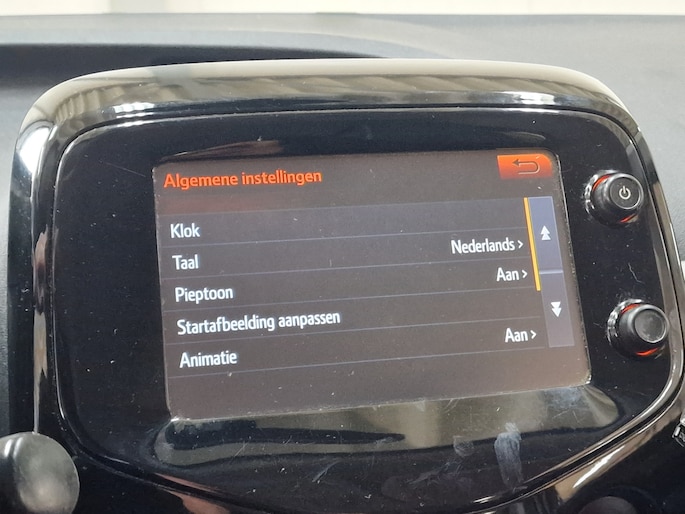 Algemene instellingen
Klok
Taal Nederlands >
Pieptoon Aan >
Startafbeelding aanpassen
Animatie Aan >